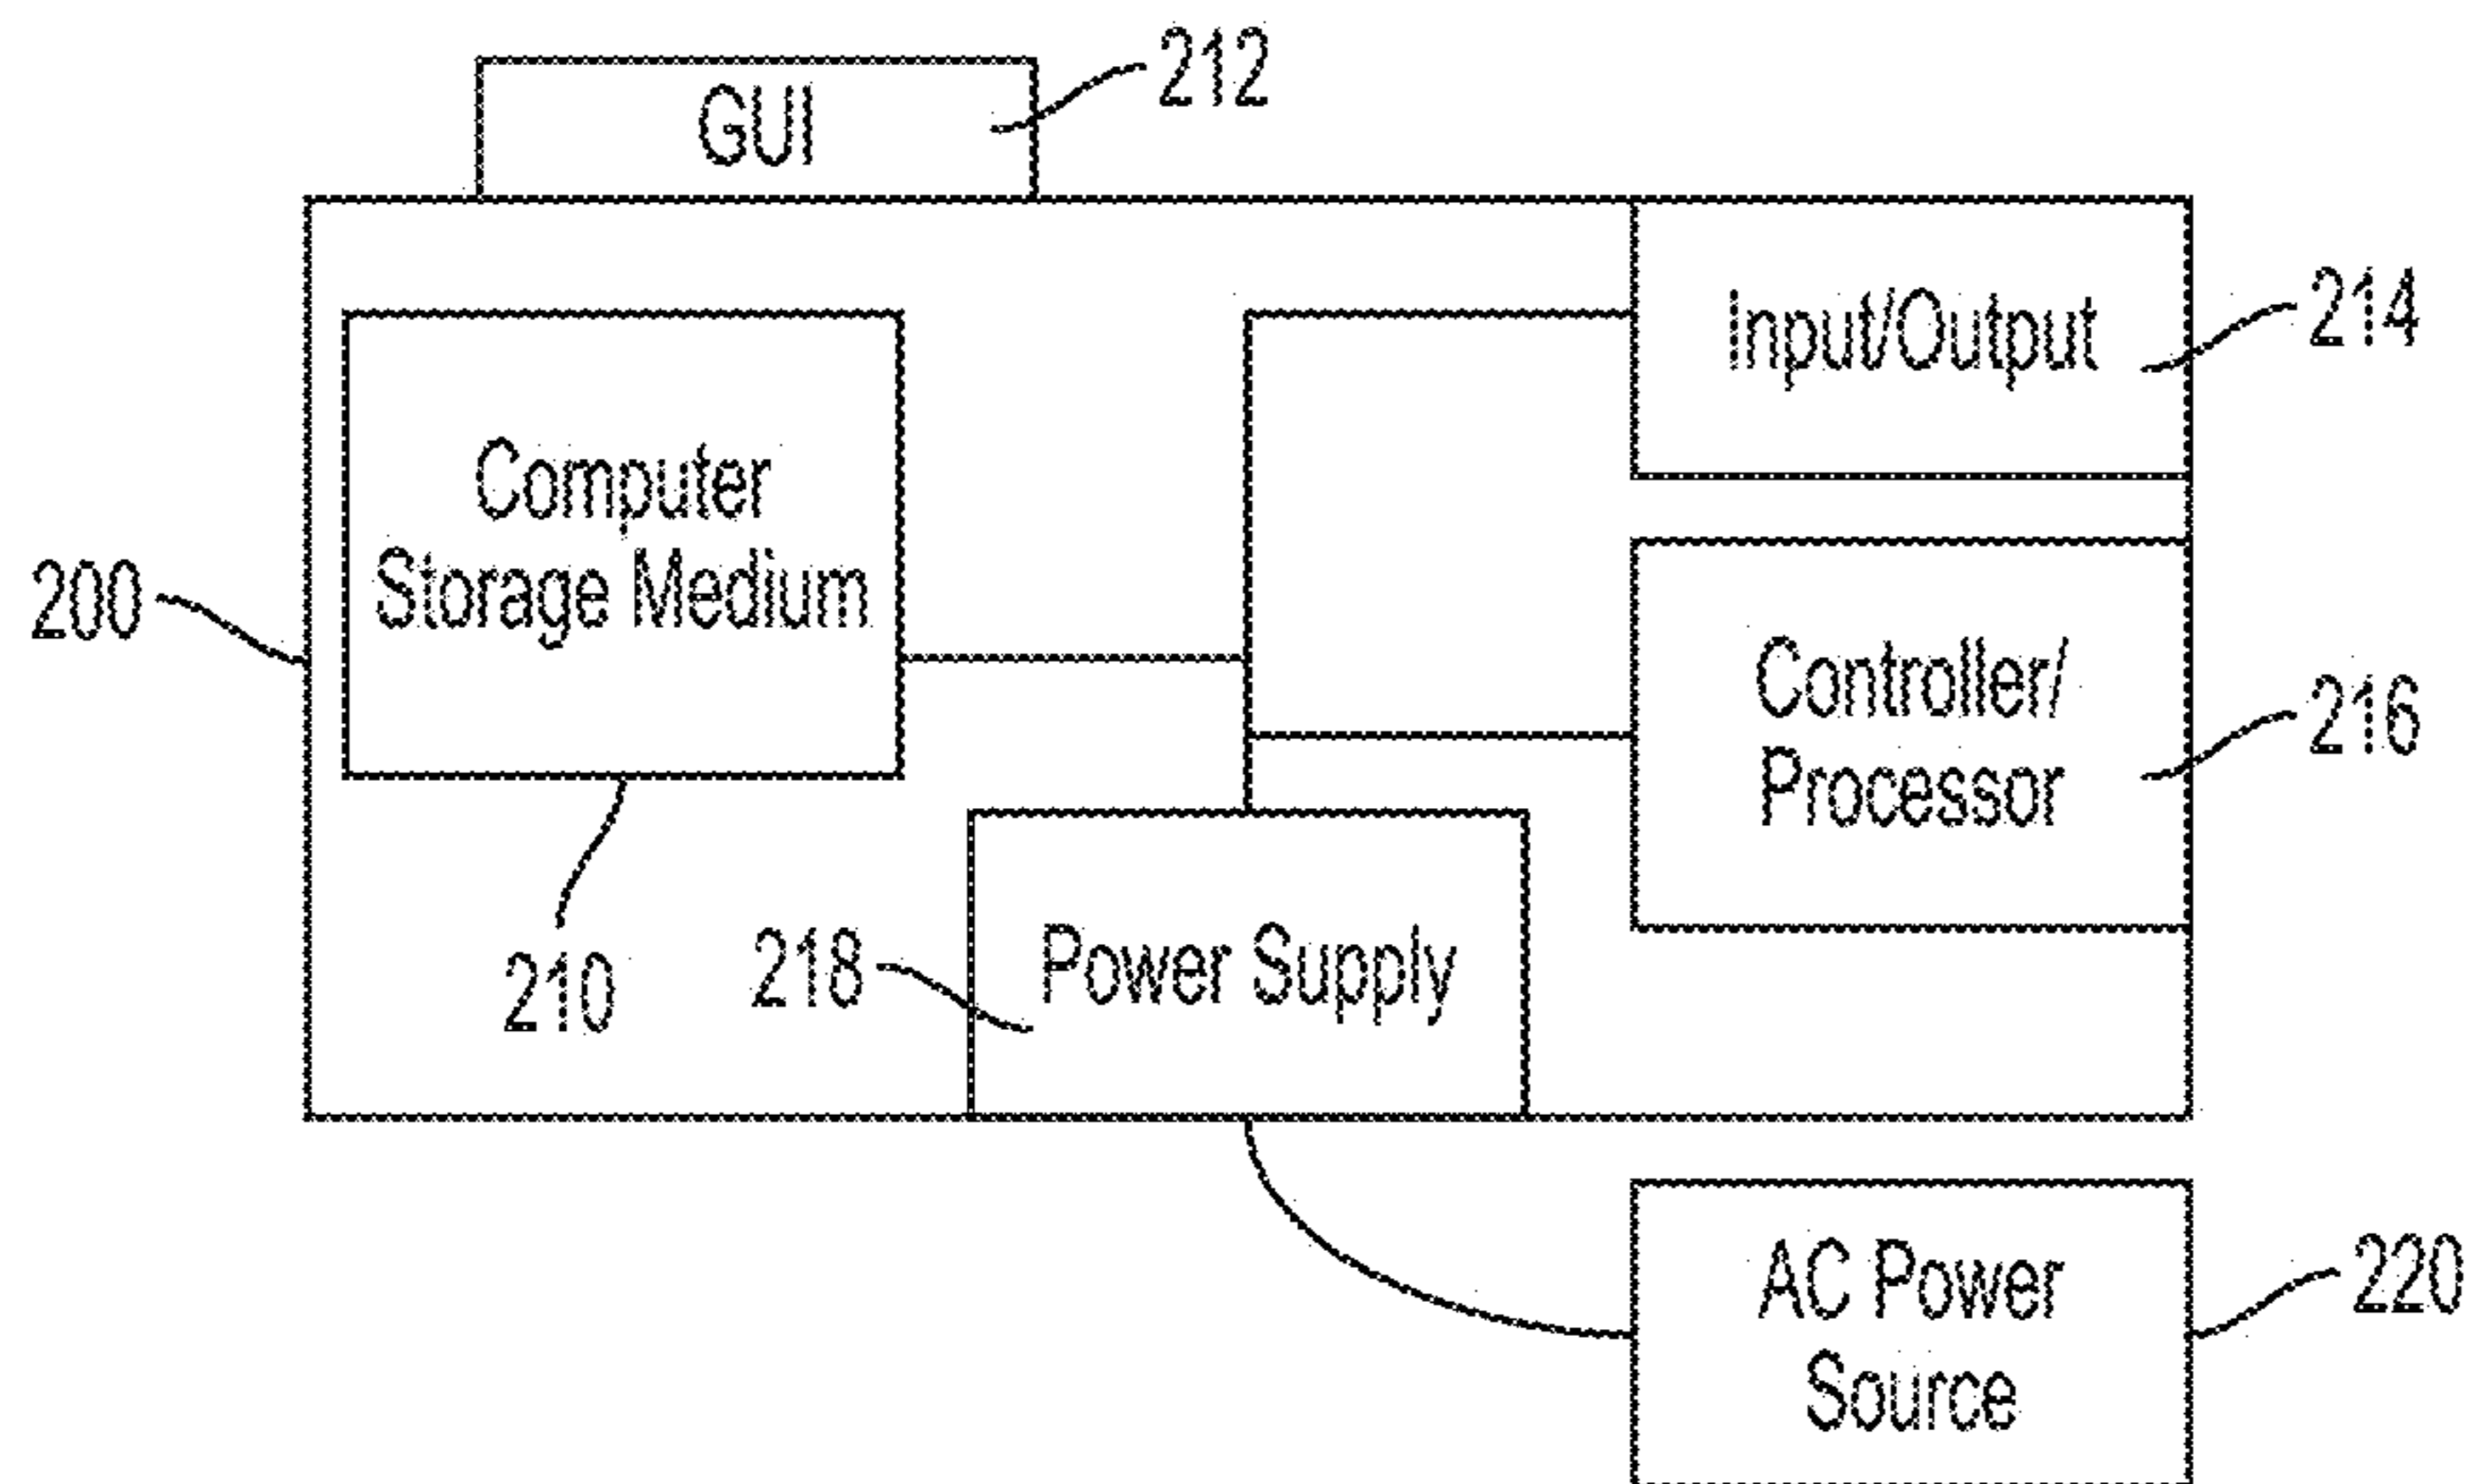 GUI
212
Input/Output
214
Computer
Storage Medium
200
Controller/
Processor
216
210
218
Power Supply
AC Power
Source
220